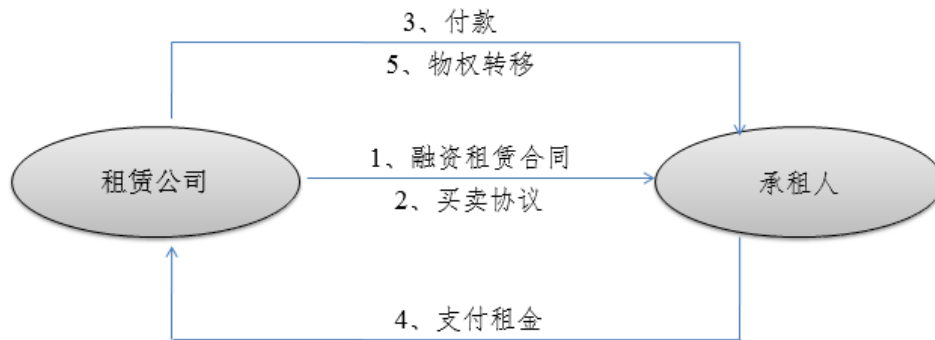 3、付款
5、物权转移
1、融资租赁合同
租赁公司
承租人
2、买卖协议
4、支付租金